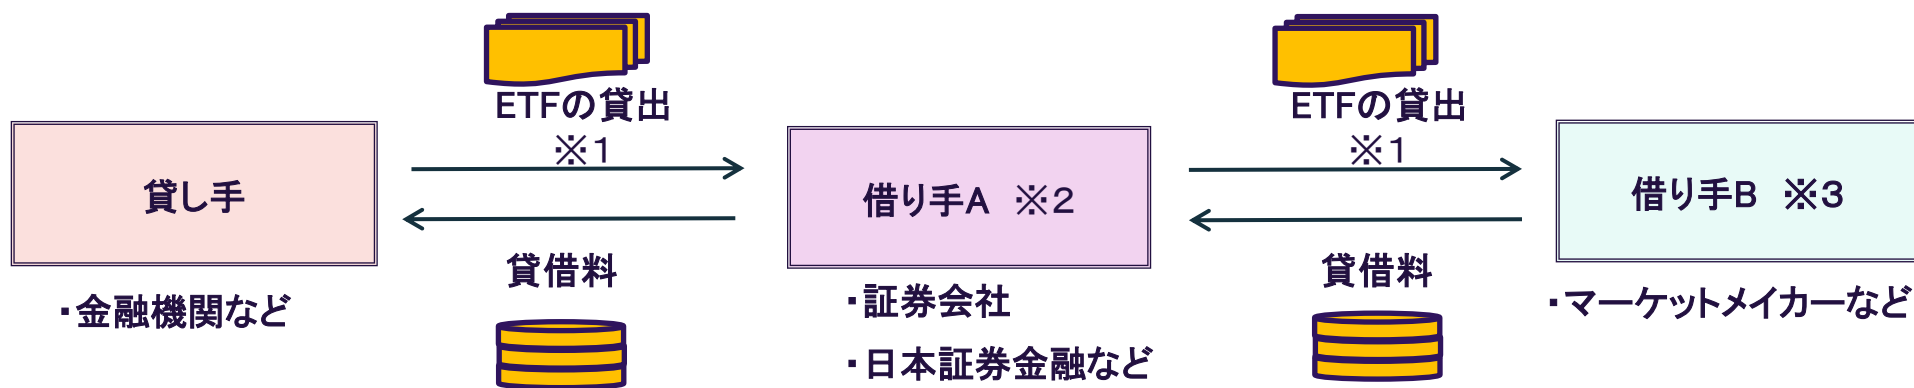 ETFの貸出
※1
ETFの貸出
※1
貸し手
借り手A ※2
借り手B ※3
貸借料
貸借料
・金融機関など
・証券会社
・日本証券金融など
・マーケットメイカーなど